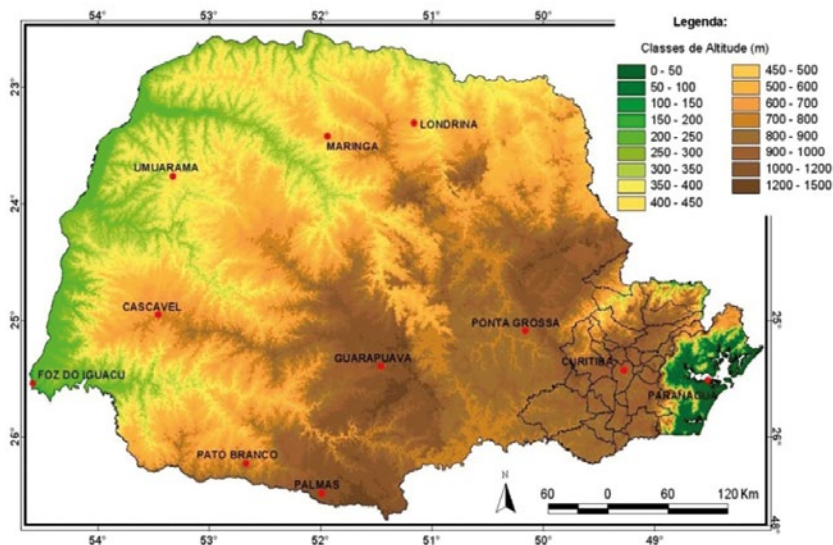 54° 53° 52° 51° 50°
Legenda:
Classes de Altitude (m)
0 - 50
50 - 100
100 - 150
150 - 200
200 - 250
250 - 300
300 - 350
350 - 400
400 - 450
450 - 500
500 - 600
600 - 700
700 - 800
800 - 900
900 - 1000
1000 - 1200
1200 - 1500
23°
LONDRINA
MARINGA
UMUARAMA
24°
CASCAVEL
25°
PONTA GROSSA
25°
GUARAPUAVA
CURITIBA
FOZ DO IGUACU
PARANAGUA
26°
26°
PATO BRANCO
PALMAS
N
60 0 60 120 Km
54° 53° 52° 51° 50° 49° 48°